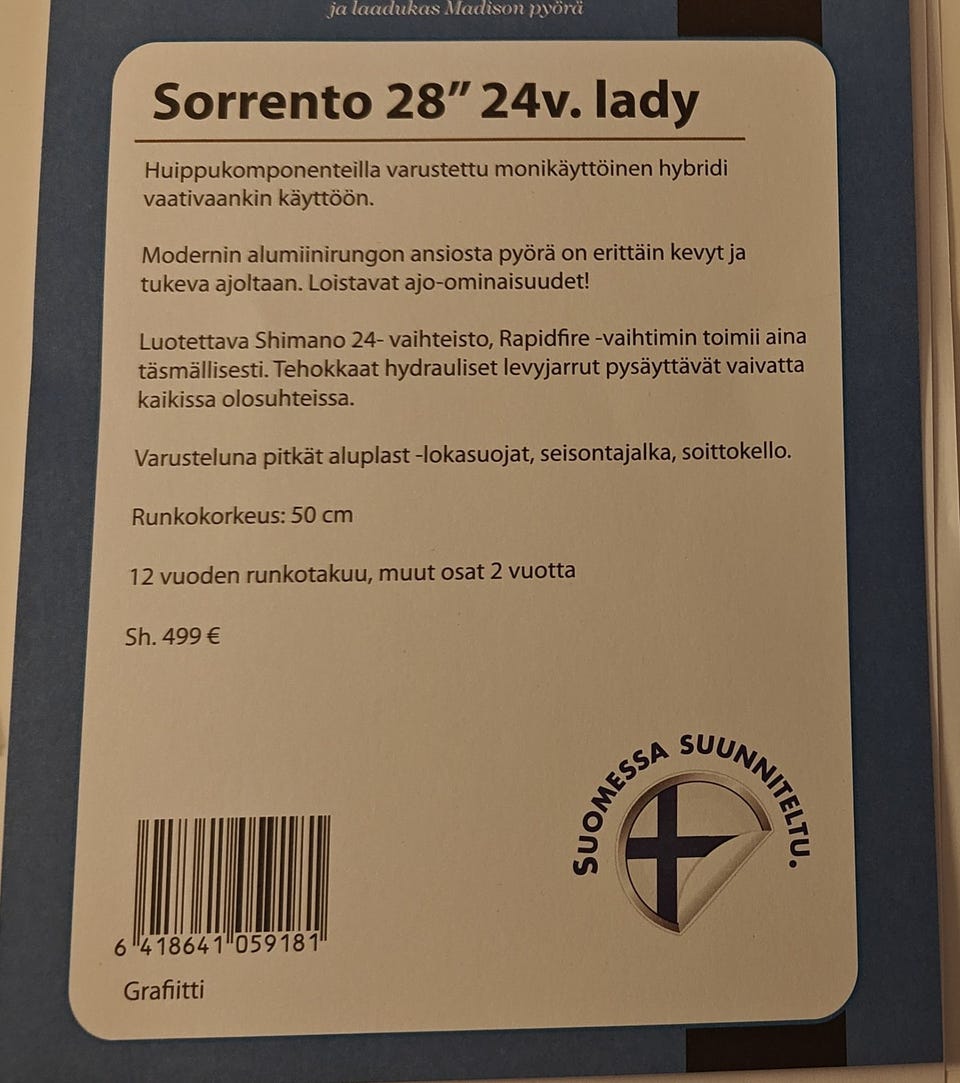 ja laadukas Madison pyörä
Sorrento 28” 24v. lady
Huippukomponenteilla varustettu monikäyttöinen hybridi
vaativaankin käyttöön.
Modernin alumiinirungon ansiosta pyörä on erittäin kevyt ja
tukeva ajoltaan. Loistavat ajo-ominaisuudet!
Luotettava Shimano 24- vaihteisto, Rapidfire -vaihtimin toimii aina
täsmällisesti. Tehokkaat hydrauliset levyjarrut pysäyttävät vaivatta
kaikissa olosuhteissa.
Varusteluna pitkät aluplast -lokasuojat, seisontajalka, soittokello.
Runkokorkeus: 50 cm
12 vuoden runkotakuu, muut osat 2 vuotta
Sh. 499 €
SUOMESSA SUUNNITELTU.
6 418641 059181
Grafiitti